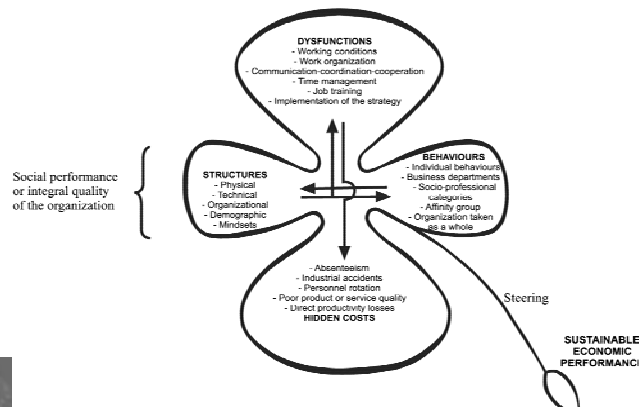 DYSFUNCTIONS
- Working conditions
- Work organization
- Communication-coordination-cooperation
- Time management
- Job training
- Implementation of the strategy
Social performance
or integral quality
of the organization
STRUCTURES
- Physical
- Technical
- Organizational
- Demographic
- Mindsets
BEHAVIOURS
- Individual behaviours
- Business departments
- Socio-professional
categories
- Affinity group
- Organization taken
as a whole
- Absenteeism
- Industrial accidents
- Personnel rotation
- Poor product or service quality
- Direct productivity losses
HIDDEN COSTS
Steering
SUSTAINABLE
ECONOMIC
PERFORMANC